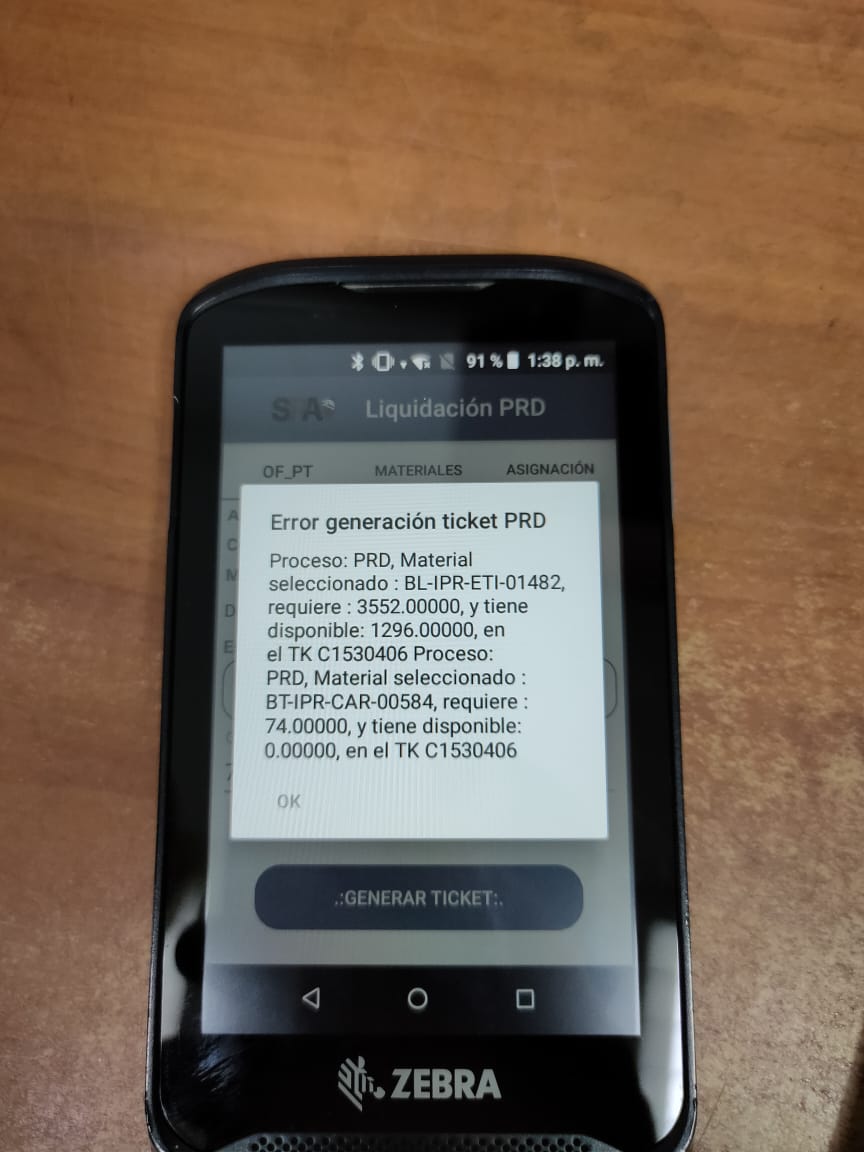 91 % 1:38 p. m.
Liquidación PRD
OF_PT MATERIALES ASIGNACIÓN
Error generación ticket PRD
Proceso: PRD, Material
seleccionado : BL-IPR-ETI-01482,
requiere : 3552.00000, y tiene
disponible: 1296.00000, en
el TK C1530406 Proceso:
PRD, Material seleccionado :
BT-IPR-CAR-00584, requiere :
74.00000, y tiene disponible:
0.00000, en el TK C1530406
OK
.:GENERAR TICKET:.
ZEBRA